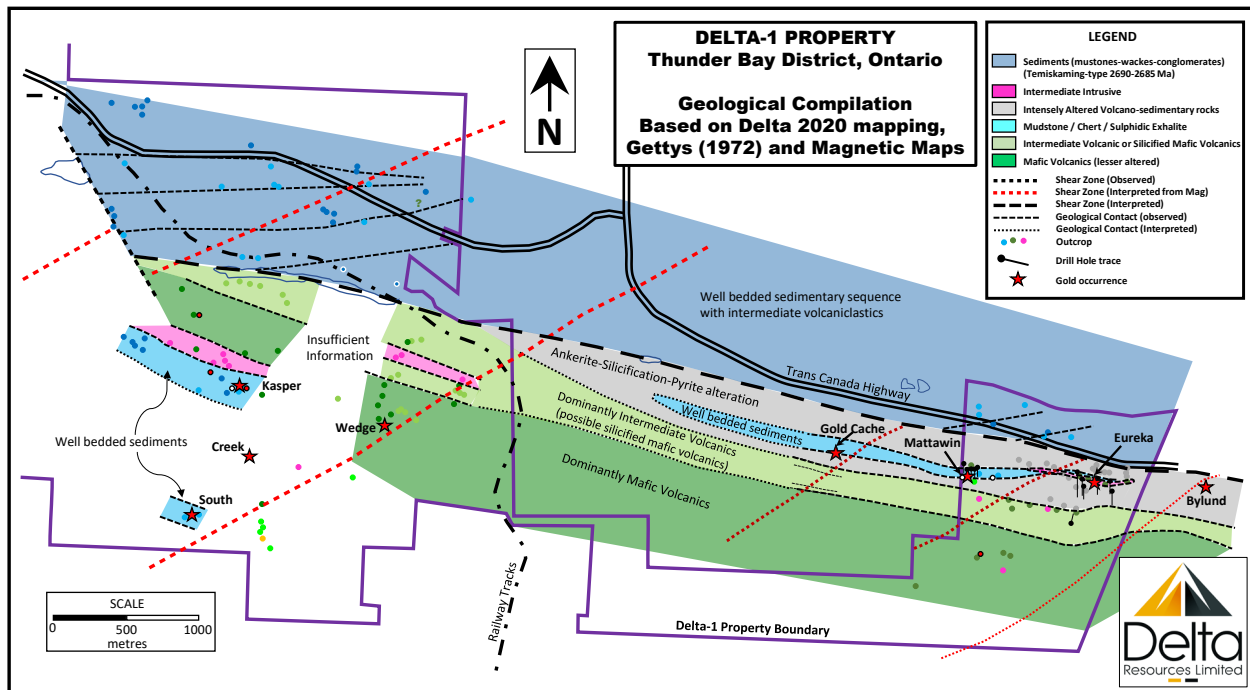 DELTA-1 PROPERTY
Thunder Bay District, Ontario
Geological Compilation
Based on Delta 2020 mapping,
Gettys (1972) and Magnetic Maps
N
LEGEND
Sediments (mustones-wackes-conglomerates)
(Temiskaming-type 2690-2685 Ma)
Intermediate Intrusive
Intensely Altered Volcano-sedimentary rocks
Mudstone / Chert / Sulphidic Exhalite
Intermediate Volcanic or Silicified Mafic Volcanics
Mafic Volcanics (lesser altered)
Shear Zone (Observed)
Shear Zone (Interpreted from Mag)
Shear Zone (Interpreted)
Geological Contact (observed)
Geological Contact (Interpreted)
Outcrop
Drill Hole trace
Gold occurrence
?
Well bedded sedimentary sequence
with intermediate volcaniclastics
Insufficient
Information
Ankerite-Silicification-Pyrite alteration
Trans Canada Highway
Kasper
Well bedded sediments
Dominantly Intermediate Volcanics
(possible silicified mafic volcanics)
Gold Cache
Mattawin
Eureka
Wedge
Well bedded sediments
Creek
Dominantly Mafic Volcanics
South
Bylund
Railway Tracks
SCALE
0 500 1000
metres
Delta-1 Property Boundary
Delta
Resources Limited